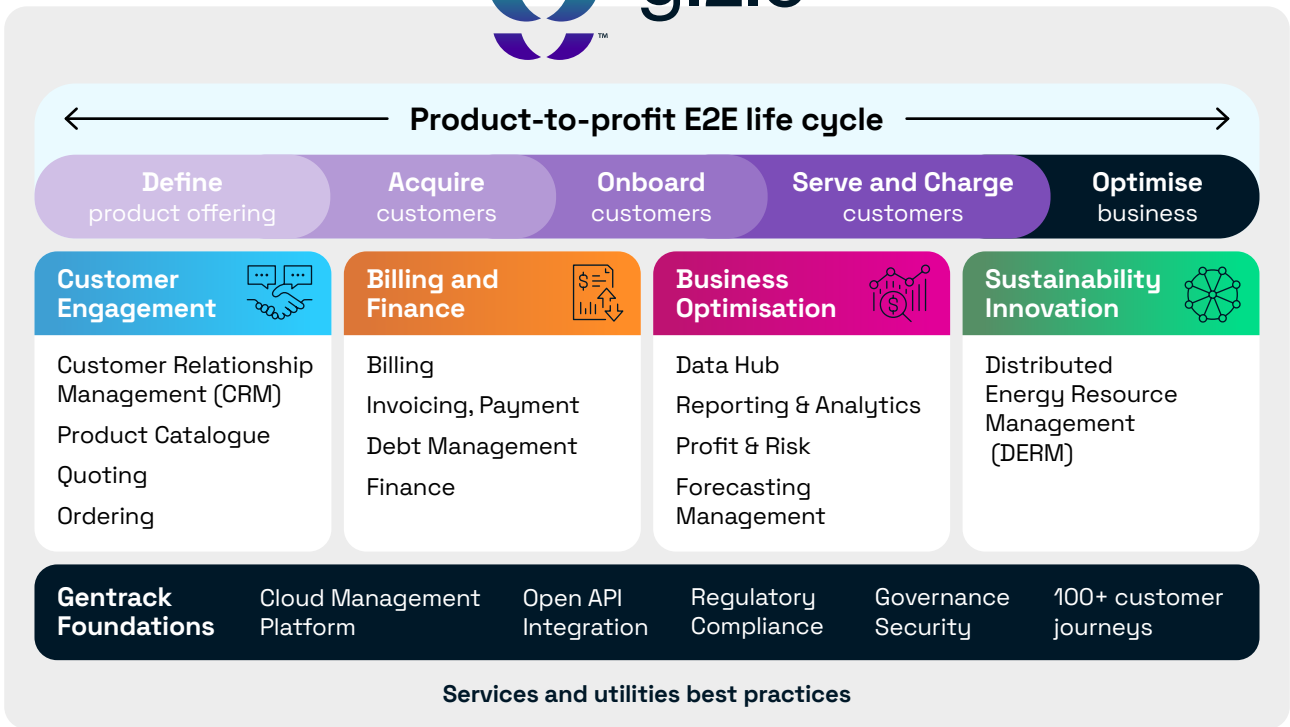 TM
Product-to-profit E2E life cycle
Define
product offering
Acquire
customers
Onboard
customers
Serve and Charge
customers
Optimise
business
Customer
Engagement
Customer Relationship
Management (CRM)
Product Catalogue
Quoting
Ordering
$
Billing and
Finance
Billing
Invoicing, Payment
Debt Management
Finance
$
Business
Optimisation
Data Hub
Reporting & Analytics
Profit & Risk
Forecasting
Management
Sustainability
Innovation
Distributed
Energy Resource
Management
(DERM)
Gentrack
Foundations
Cloud Management
Platform
Open API
Integration
Regulatory
Compliance
Governance
Security
100+ customer
journeys
Services and utilities best practices